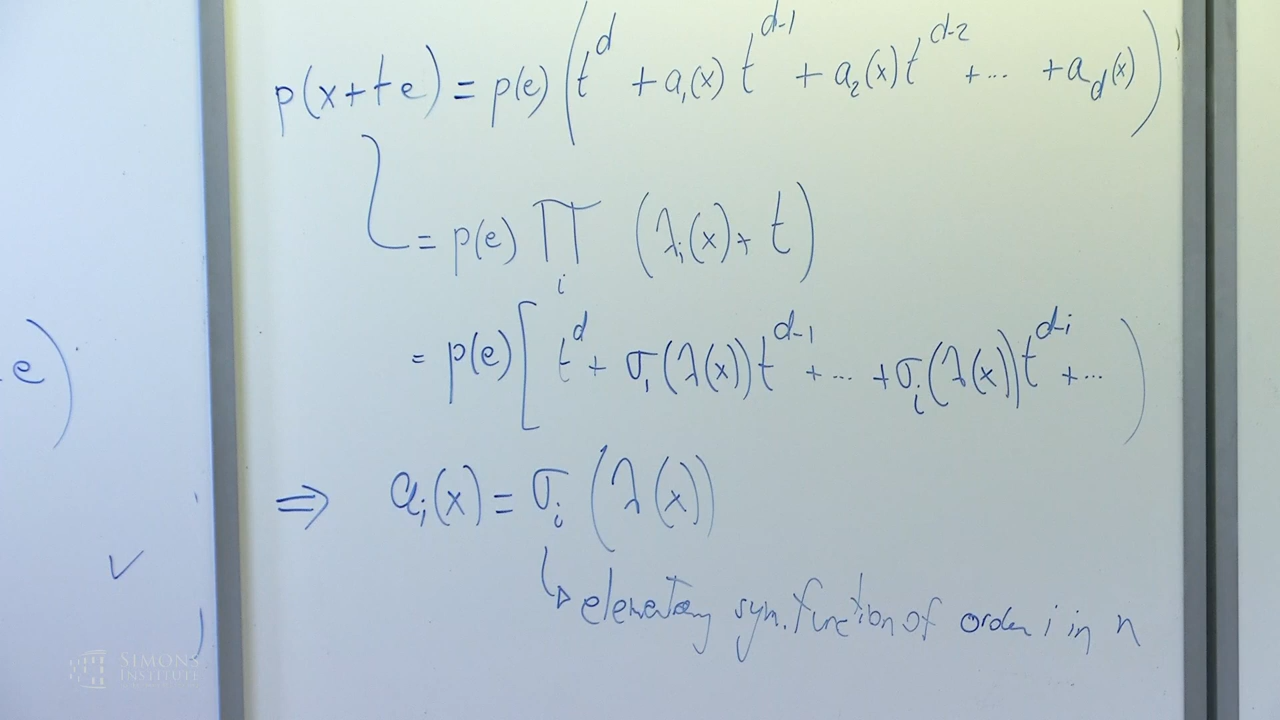 p(x+te) = p(e) (t^d + a_1(x) t^{d-1} + a_2(x) t^{d-2} + ... + a_d(x))
= p(e) ∏_i (λ_i(x) + t)
= p(e) [ t^d + σ_1(λ(x)) t^{d-1} + ... + σ_i(λ(x)) t^{d-i} + ... )
e)
⇒ a_i(x) = σ_i (λ(x))
✓
↳ elementary sym. function of order i in n
)
SIMONS
INSTITUTE